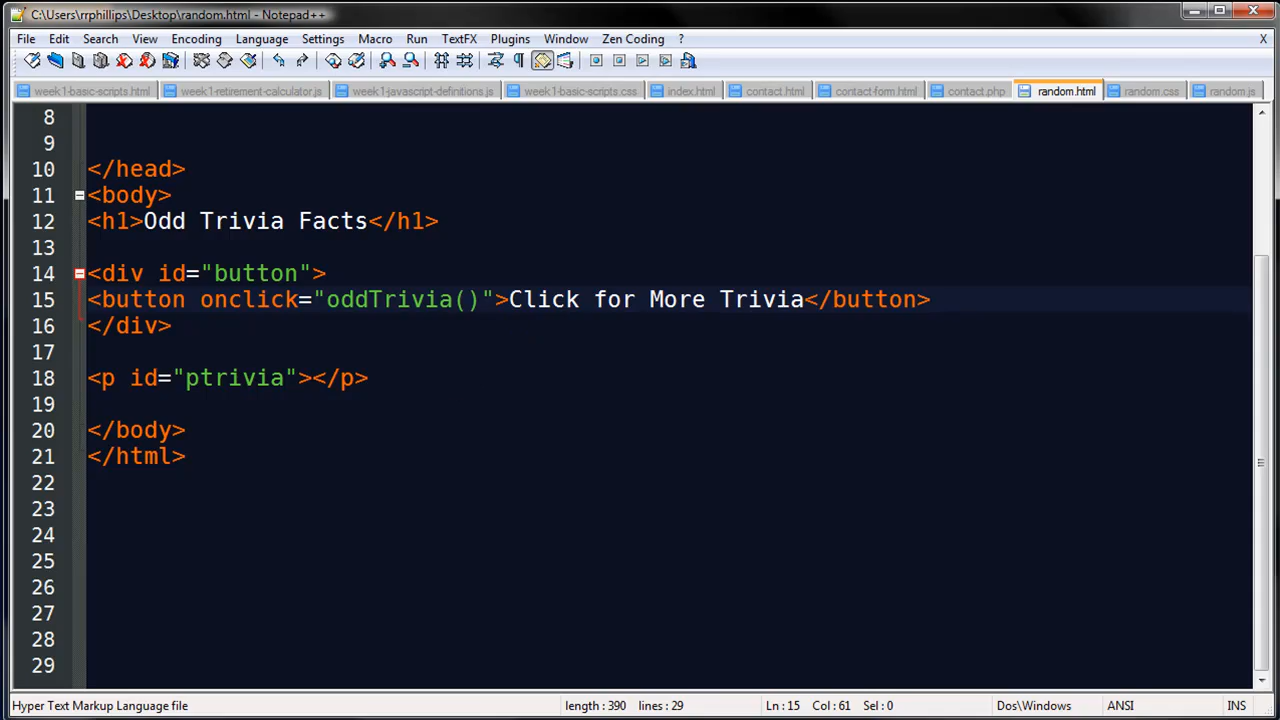 C:\Users\rrphillips\Desktop\random.html - Notepad++
File Edit Search View Encoding Language Settings Macro Run TextFX Plugins Window Zen Coding ? X
week1-basic-scripts.html week1-retirement-calculator.js week1-javascript-definitions.js week1-basic-scripts.css index.html contact.html contact-form.html contact.php random.html random.css random.js
8
9
10 </head>
11 <body>
12 <h1>Odd Trivia Facts</h1>
13
14 <div id="button">
15 <button onclick="oddTrivia()">Click for More Trivia</button>
16 </div>
17
18 <p id="ptrivia"></p>
19
20 </body>
21 </html>
22
23
24
25
26
27
28
29
Hyper Text Markup Language file length : 390 lines : 29 Ln : 15 Col : 61 Sel : 0 Dos\Windows ANSI INS